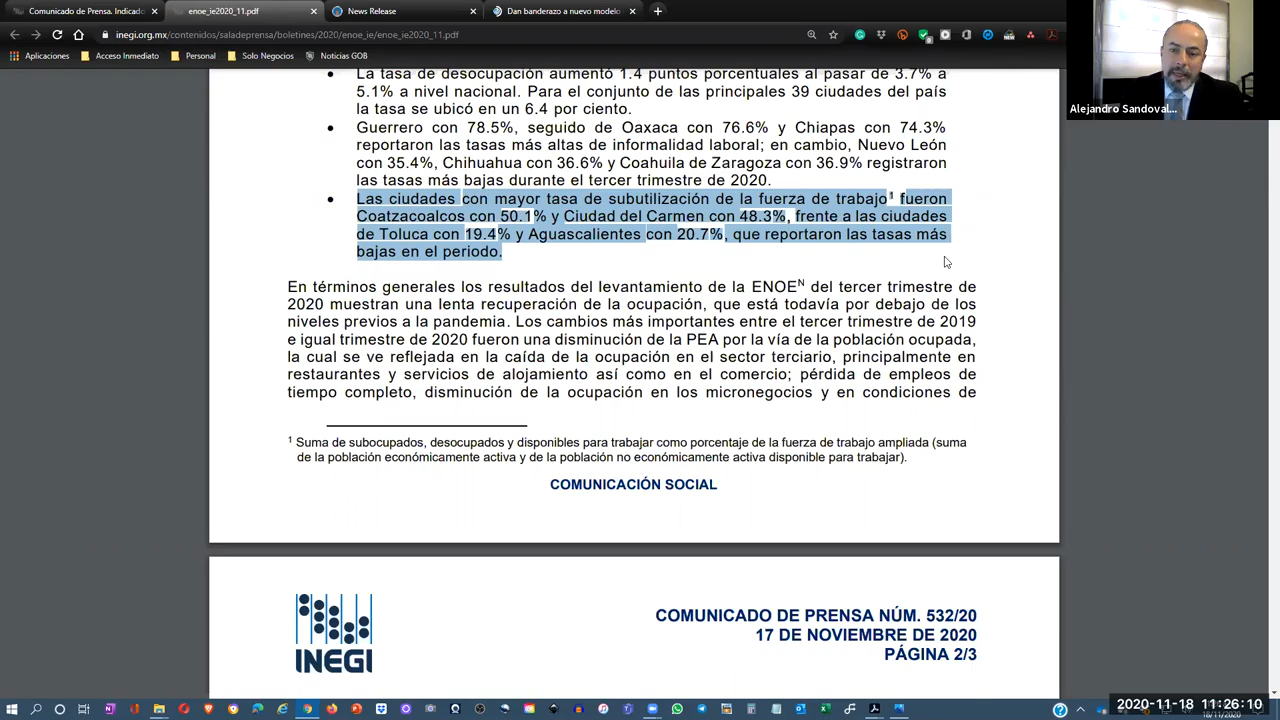 Comunicado de Prensa. Indicado
enoe_ie2020_11.pdf
News Release
Dan banderazo a nuevo modelo
inegi.org.mx/contenidos/saladeprensa/boletines/2020/enoe_ie/enoe_ie2020_11.pdf
Aplicaciones
Acceso Inmediato
Personal
Solo Negocios
Noticias GOB
Alejandro Sandoval...
• La tasa de desocupación aumentó 1.4 puntos porcentuales al pasar de 3.7% a
5.1% a nivel nacional. Para el conjunto de las principales 39 ciudades del país
la tasa se ubicó en un 6.4 por ciento.
• Guerrero con 78.5%, seguido de Oaxaca con 76.6% y Chiapas con 74.3%
reportaron las tasas más altas de informalidad laboral; en cambio, Nuevo León
con 35.4%, Chihuahua con 36.6% y Coahuila de Zaragoza con 36.9% registraron
las tasas más bajas durante el tercer trimestre de 2020.
• Las ciudades con mayor tasa de subutilización de la fuerza de trabajo¹ fueron
Coatzacoalcos con 50.1% y Ciudad del Carmen con 48.3%, frente a las ciudades
de Toluca con 19.4% y Aguascalientes con 20.7%, que reportaron las tasas más
bajas en el periodo.
En términos generales los resultados del levantamiento de la ENOEᴺ del tercer trimestre de
2020 muestran una lenta recuperación de la ocupación, que está todavía por debajo de los
niveles previos a la pandemia. Los cambios más importantes entre el tercer trimestre de 2019
e igual trimestre de 2020 fueron una disminución de la PEA por la vía de la población ocupada,
la cual se ve reflejada en la caída de la ocupación en el sector terciario, principalmente en
restaurantes y servicios de alojamiento así como en el comercio; pérdida de empleos de
tiempo completo, disminución de la ocupación en los micronegocios y en condiciones de
¹ Suma de subocupados, desocupados y disponibles para trabajar como porcentaje de la fuerza de trabajo ampliada (suma
de la población económicamente activa y de la población no económicamente activa disponible para trabajar).
COMUNICACIÓN SOCIAL
INEGI
COMUNICADO DE PRENSA NÚM. 532/20
17 DE NOVIEMBRE DE 2020
PÁGINA 2/3
2020-11-18 11:26:10
18/11/2020